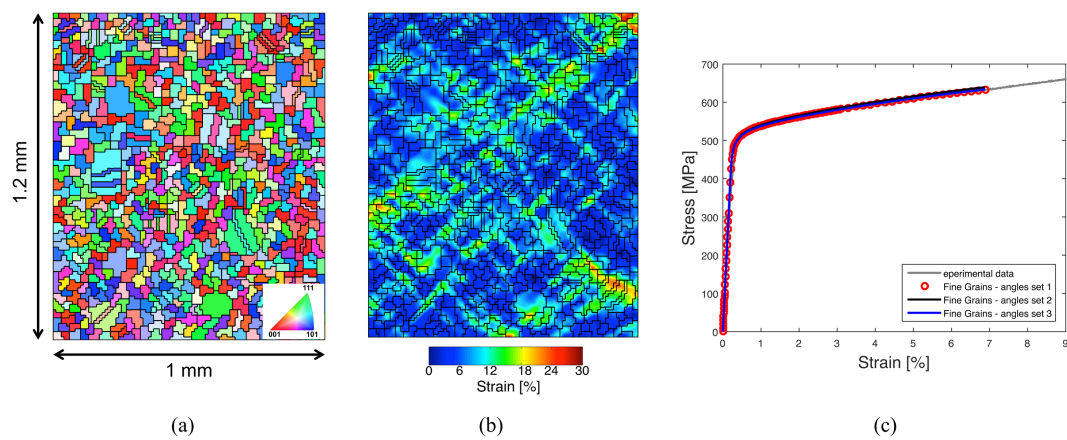 1.2 mm
1 mm
111
001
101
(a)
0
6
12
18
24
30
Strain [%]
(b)
700
600
500
400
300
200
100
0
Stress [MPa]
0
1
2
3
4
5
6
7
8
9
Strain [%]
eperimental data
Fine Grains - angles set 1
Fine Grains - angles set 2
Fine Grains - angles set 3
(c)